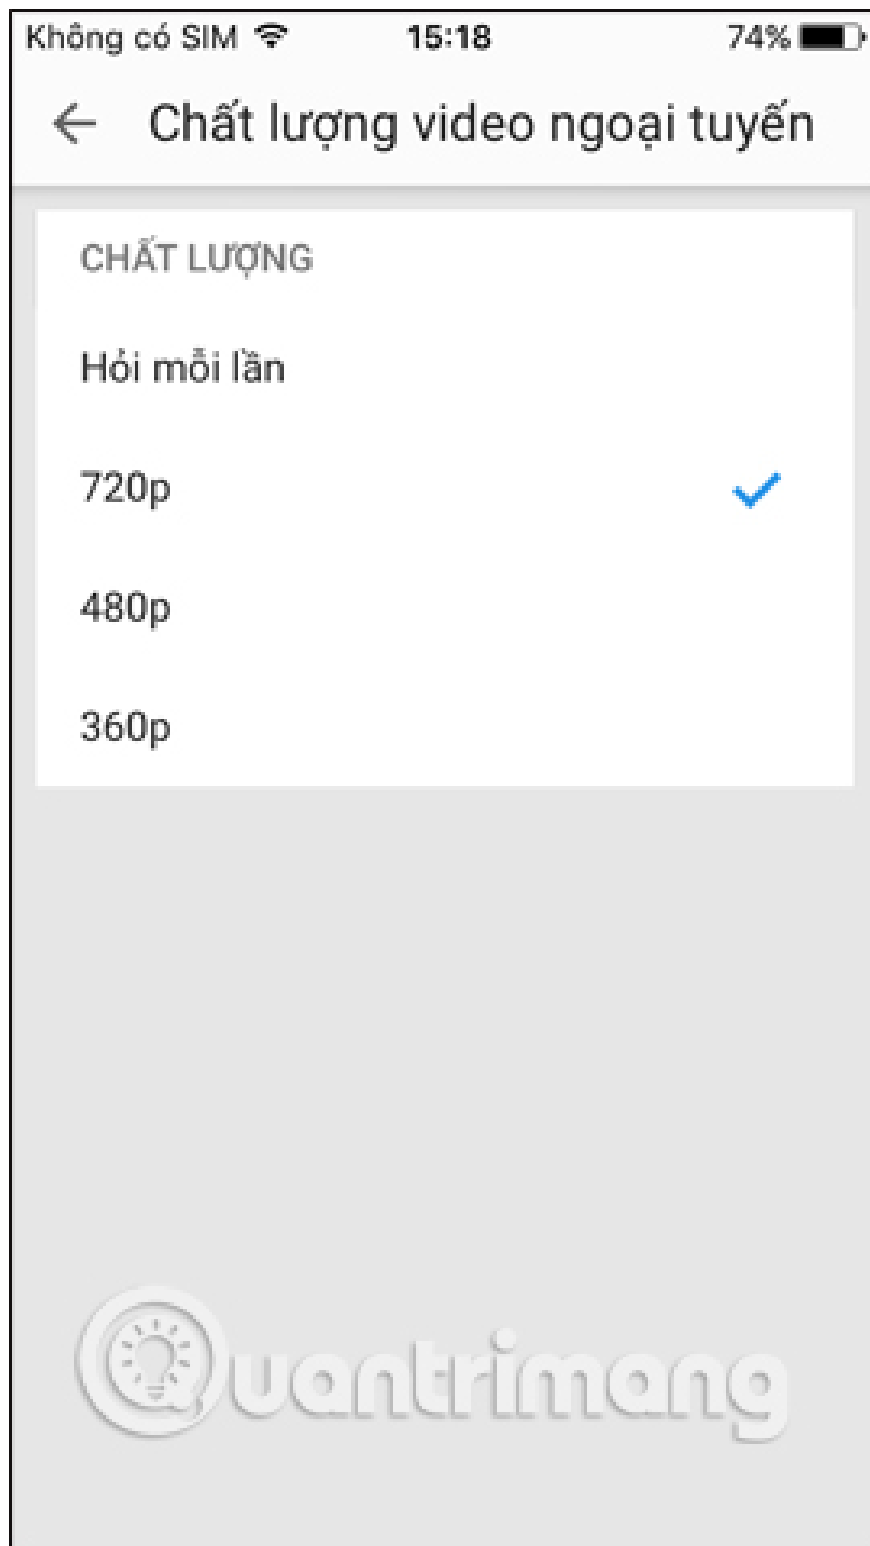 Không có SIM 15:18 74%
Chất lượng video ngoại tuyến
CHẤT LƯỢNG
Hỏi mỗi lần
720p
480p
360p
Quantrimang